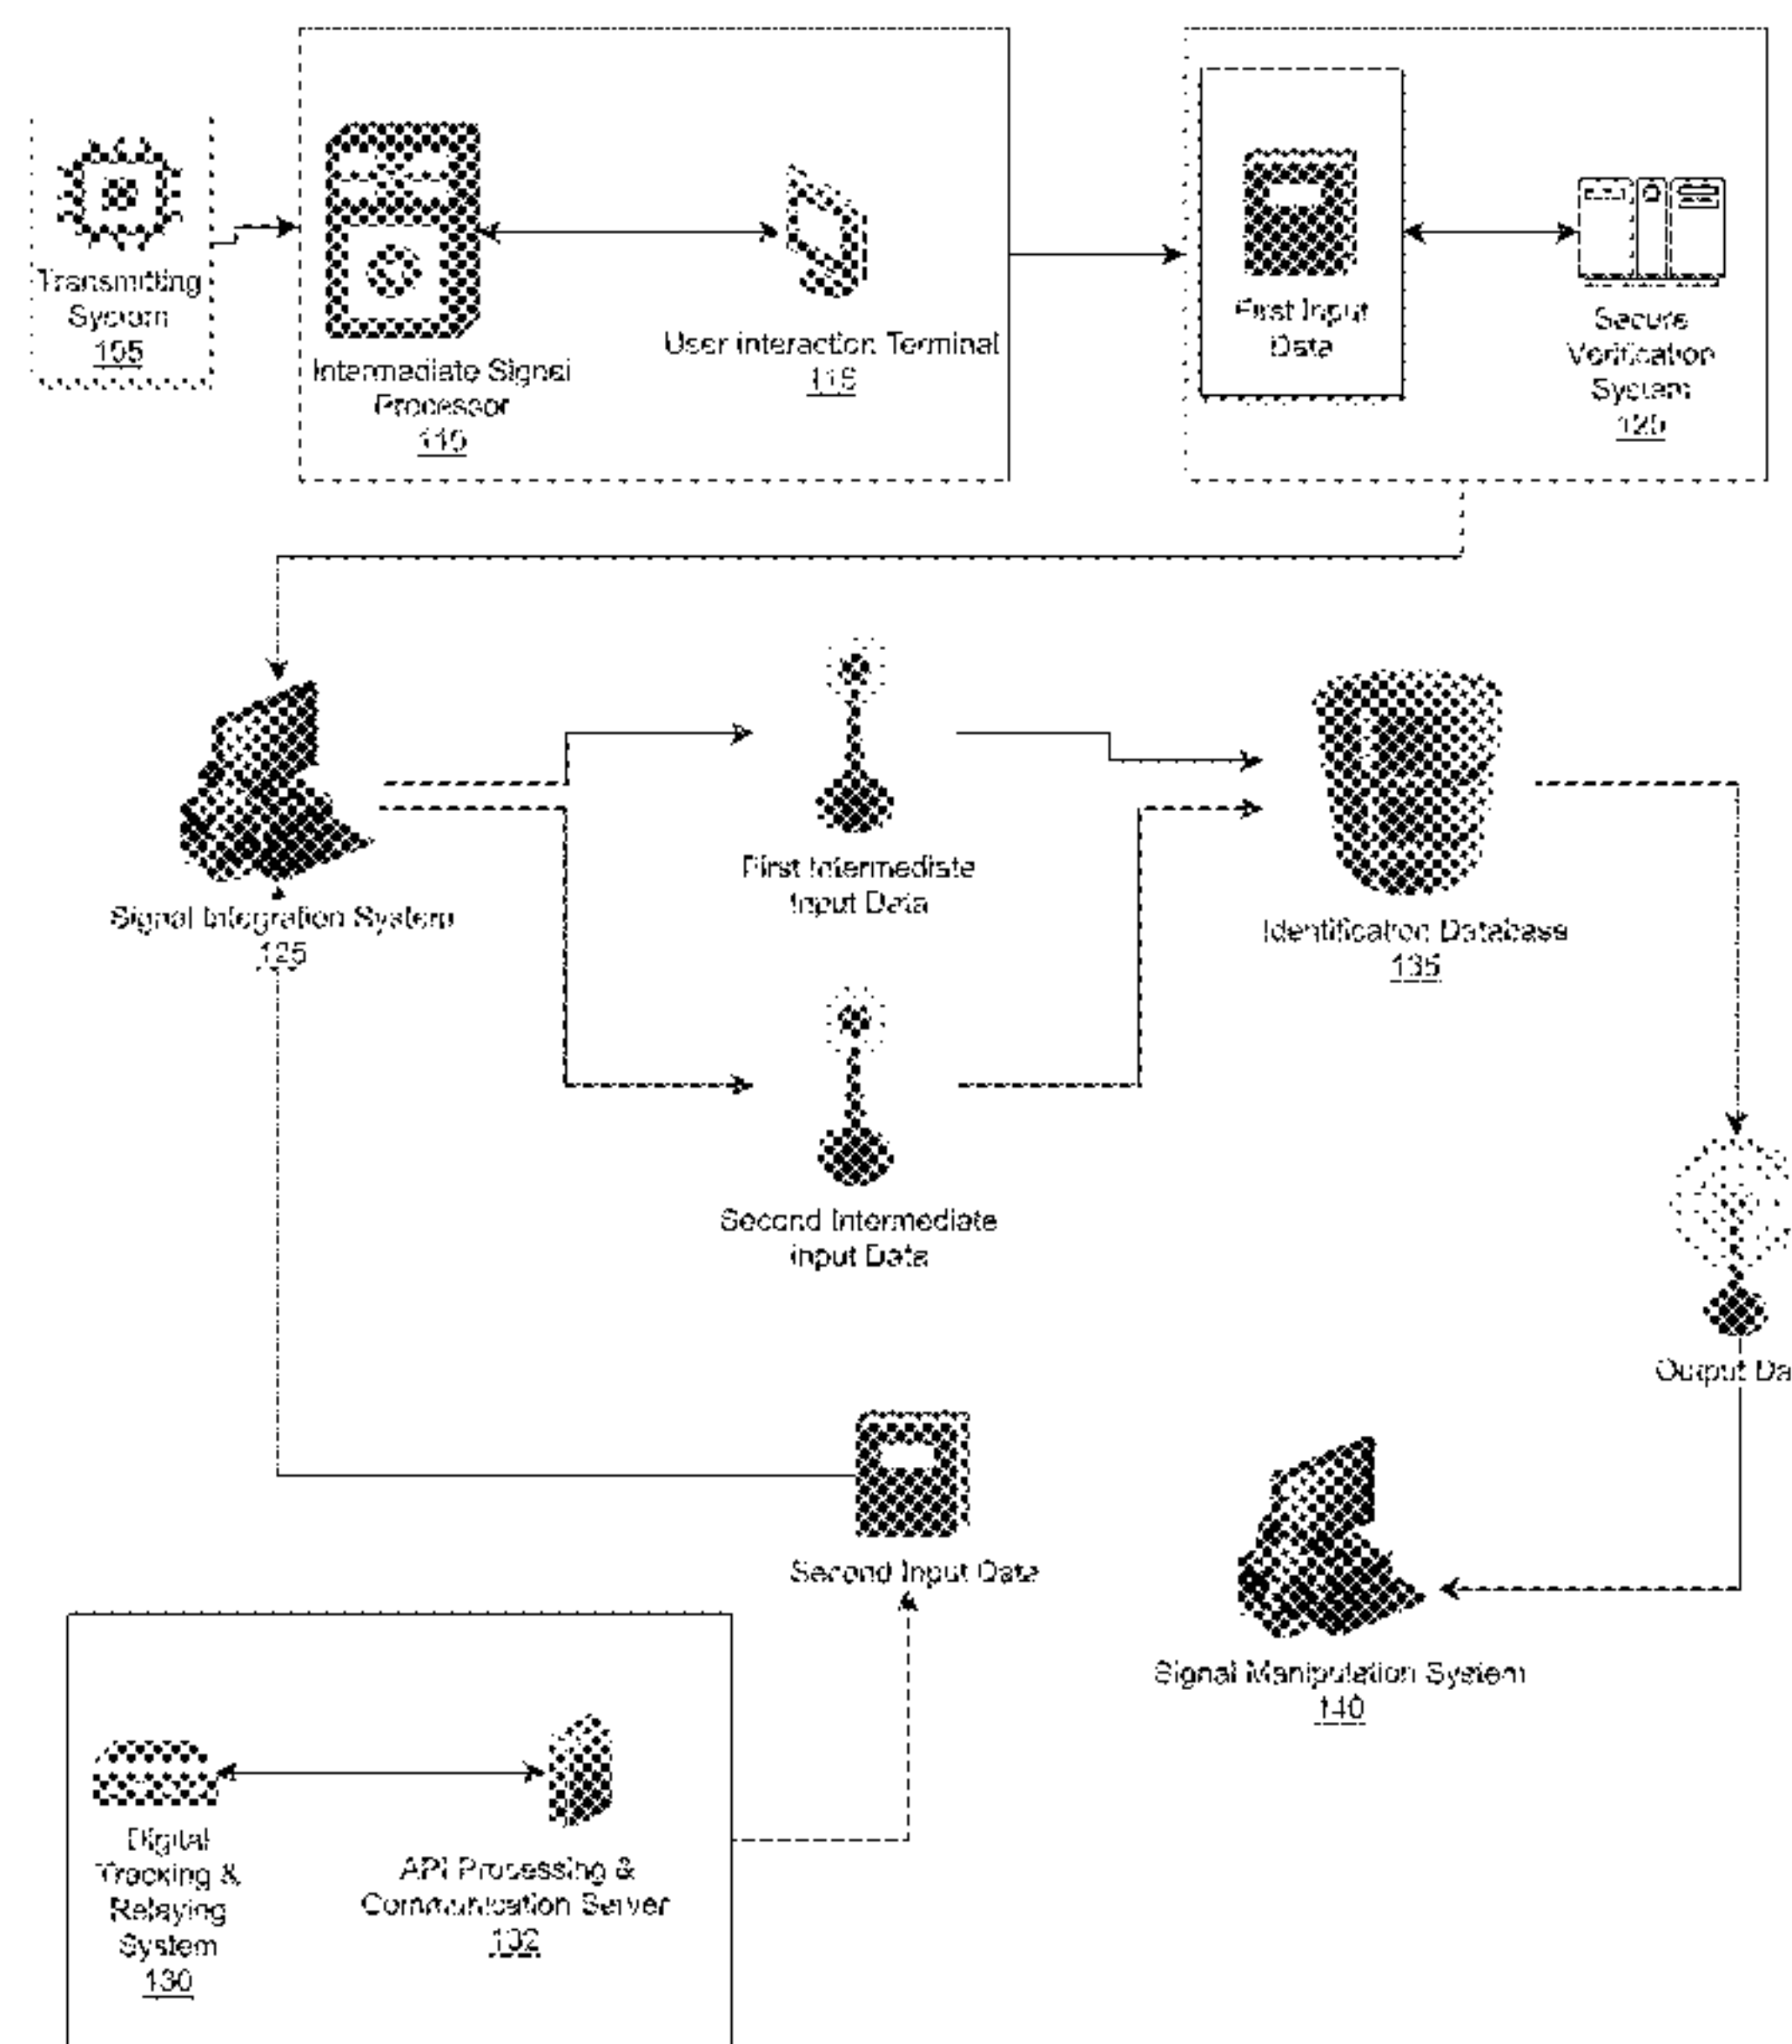 Transmitting
System
105
Intermediate Signal
Processor
110
User interaction Terminal
115
First Input
Data
Secure
Verification
System
120
Signal Integration System
125
First Intermediate
Input Data
Identification Database
135
Second Intermediate
Input Data
Output Da
Second Input Data
Signal Manipulation System
140
Digital
Tracking &
Relaying
System
130
API Processing &
Communication Server
132